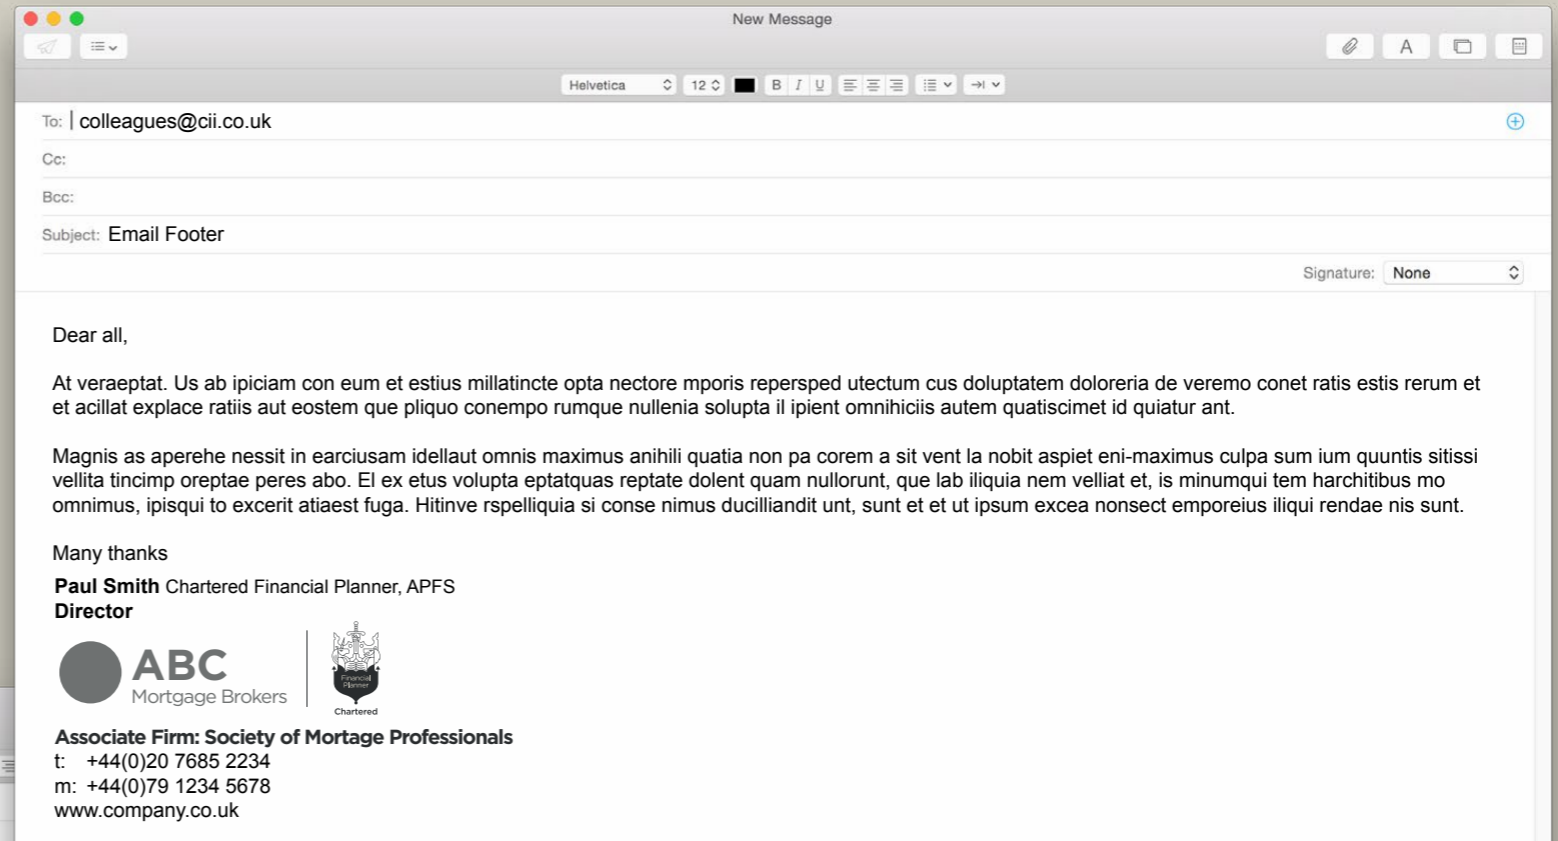 New Message
A
Helvetica 12 B I U
To: colleagues@cii.co.uk
Cc:
Bcc:
Subject: Email Footer
Signature: None
Dear all,
At veraeptat. Us ab ipiciam con eum et estius millatincte opta nectore mporis repersped utectum cus doluptatem doloreria de veremo conet ratis estis rerum et
et acillat explace ratiis aut eostem que pliquo conempo rumque nullenia solupta il ipient omnihiciis autem quatiscimet id quiatur ant.
Magnis as aperehe nessit in earciusam idellaut omnis maximus anihili quatia non pa corem a sit vent la nobit aspiet eni-maximus culpa sum ium quuntis sitissi
vellita tincimp oreptae peres abo. El ex etus volupta eptatquas reptate dolent quam nullorunt, que lab iliquia nem velliat et, is minumqui tem harchitibus mo
omnimus, ipisqui to excerit atiaest fuga. Hitinve rspelliquia si conse nimus ducilliandit unt, sunt et et ut ipsum excea nonsect emporeius iliqui rendae nis sunt.
Many thanks
Paul Smith Chartered Financial Planner, APFS
Director
ABC
Mortgage Brokers
Financial
Planner
Chartered
Associate Firm: Society of Mortage Professionals
t: +44(0)20 7685 2234
m: +44(0)79 1234 5678
www.company.co.uk